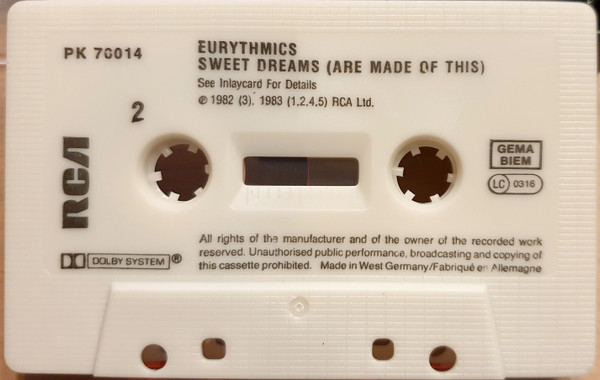 PK 70014
EURYTHMICS
SWEET DREAMS (ARE MADE OF THIS)
See Inlaycard For Details
℗ 1982 (3), 1983 (1,2,4,5) RCA Ltd.
2
RCA
GEMA
BIEM
LC 0316
DOLBY SYSTEM ®
All rights of the manufacturer and of the owner of the recorded work
reserved. Unauthorised public performance, broadcasting and copying of
this cassette prohibited. Made in West Germany/Fabriqué en Allemagne